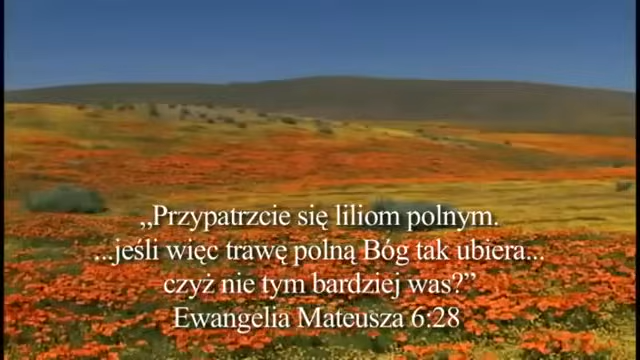 „Przypatrzcie się liliom polnym.
...jeśli więc trawę polną Bóg tak ubiera...
czyż nie tym bardziej was?”
Ewangelia Mateusza 6:28